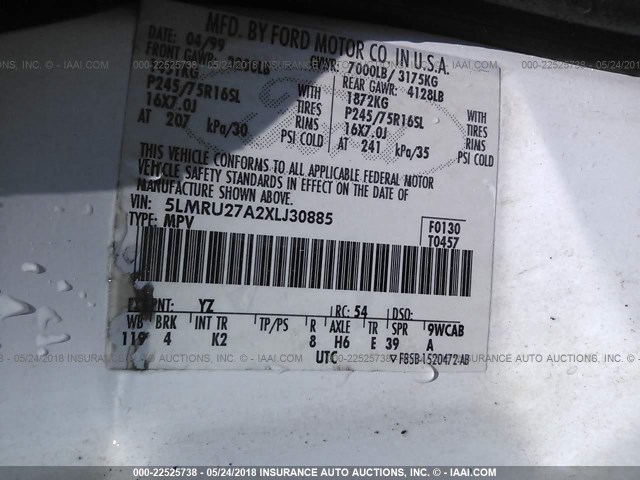 MFD. BY FORD MOTOR CO. IN U.S.A.
DATE: 04/99
7000LB/ 3175KG
FRONT GAWR:
REAR GAWR: 4128LB
1872KG
P245/75R16SL WITH TIRES
P245/75R16SL WITH TIRES
16X7.0J RIMS
16X7.0J RIMS
AT 207 kPa/30 PSI COLD
AT 241 kPa/35 PSI COLD
THIS VEHICLE CONFORMS TO ALL APPLICABLE FEDERAL MOTOR
VEHICLE SAFETY STANDARDS IN EFFECT ON THE DATE OF
MANUFACTURE SHOWN ABOVE.
VIN: 5LMRU27A2XLJ30885
TYPE: MPV
F0130
T0457
PNT: YZ RC: 54 DSO:
WB BRK INT TR TP/PS R AXLE TR SPR 9WCAB
119 4 K2 8 H6 E 39 A
UTC ▽ F85B-1520472-AB
000-22525738 - 05/24/2018 INSURANCE AUTO AUCTIONS, INC. - IAAI.COM